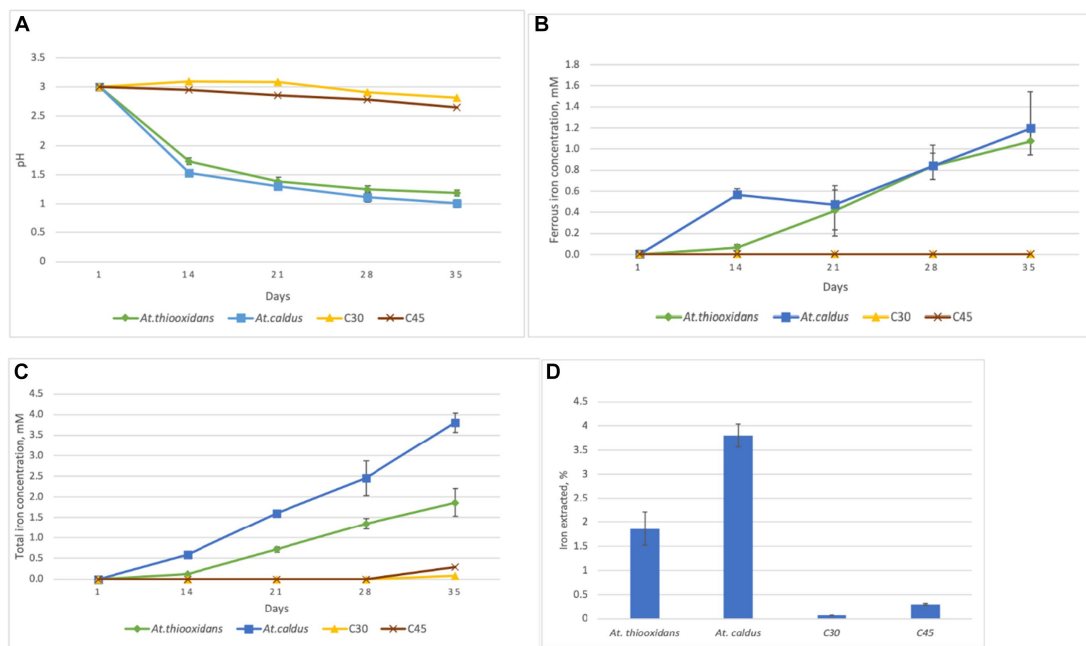 A
3.5
3
2.5
2
1.5
1
0.5
0
pH
1 14 21 28 35
Days
At.thiooxidans At.caldus C30 C45
B
1.8
1.6
1.4
1.2
1.0
0.8
0.6
0.4
0.2
0.0
Ferrous iron concentration, mM
1 14 21 28 35
Days
At.thiooxidans At.caldus C30 C45
C
4.5
4.0
3.5
3.0
2.5
2.0
1.5
1.0
0.5
0.0
Total iron concentration, mM
1 14 21 28 35
Days
At.thiooxidans At.caldus C30 C45
D
4.5
4
3.5
3
2.5
2
1.5
1
0.5
0
Iron extracted, %
At. thiooxidans At. caldus C30 C45